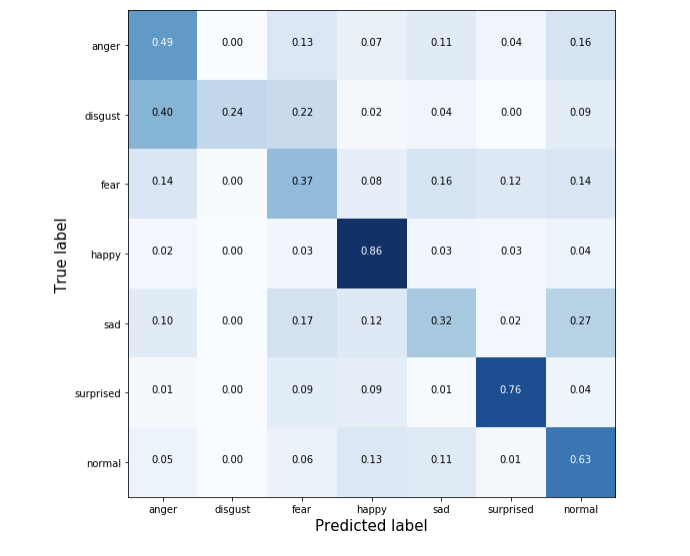 anger 0.49 0.00 0.13 0.07 0.11 0.04 0.16
disgust 0.40 0.24 0.22 0.02 0.04 0.00 0.09
fear 0.14 0.00 0.37 0.08 0.16 0.12 0.14
happy 0.02 0.00 0.03 0.86 0.03 0.03 0.04
sad 0.10 0.00 0.17 0.12 0.32 0.02 0.27
surprised 0.01 0.00 0.09 0.09 0.01 0.76 0.04
normal 0.05 0.00 0.06 0.13 0.11 0.01 0.63
anger disgust fear happy sad surprised normal
Predicted label
True label